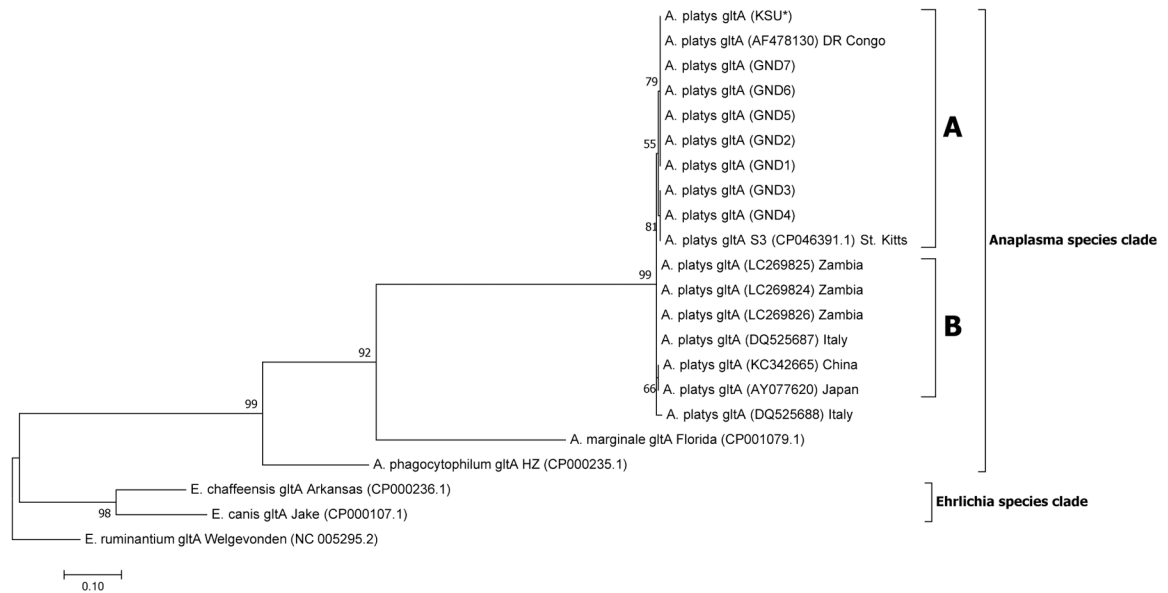 A. platys gltA (KSU*)
A. platys gltA (AF478130) DR Congo
A. platys gltA (GND7)
79
A. platys gltA (GND6)
A. platys gltA (GND5)
A
A. platys gltA (GND2)
55
A. platys gltA (GND1)
A. platys gltA (GND3)
A. platys gltA (GND4)
81
A. platys gltA S3 (CP046391.1) St. Kitts
Anaplasma species clade
A. platys gltA (LC269825) Zambia
99
A. platys gltA (LC269824) Zambia
A. platys gltA (LC269826) Zambia
B
A. platys gltA (DQ525687) Italy
92
A. platys gltA (KC342665) China
66
A. platys gltA (AY077620) Japan
99
A. platys gltA (DQ525688) Italy
A. marginale gltA Florida (CP001079.1)
A. phagocytophilum gltA HZ (CP000235.1)
E. chaffeensis gltA Arkansas (CP000236.1)
Ehrlichia species clade
98
E. canis gltA Jake (CP000107.1)
E. ruminantium gltA Welgevonden (NC 005295.2)
0.10